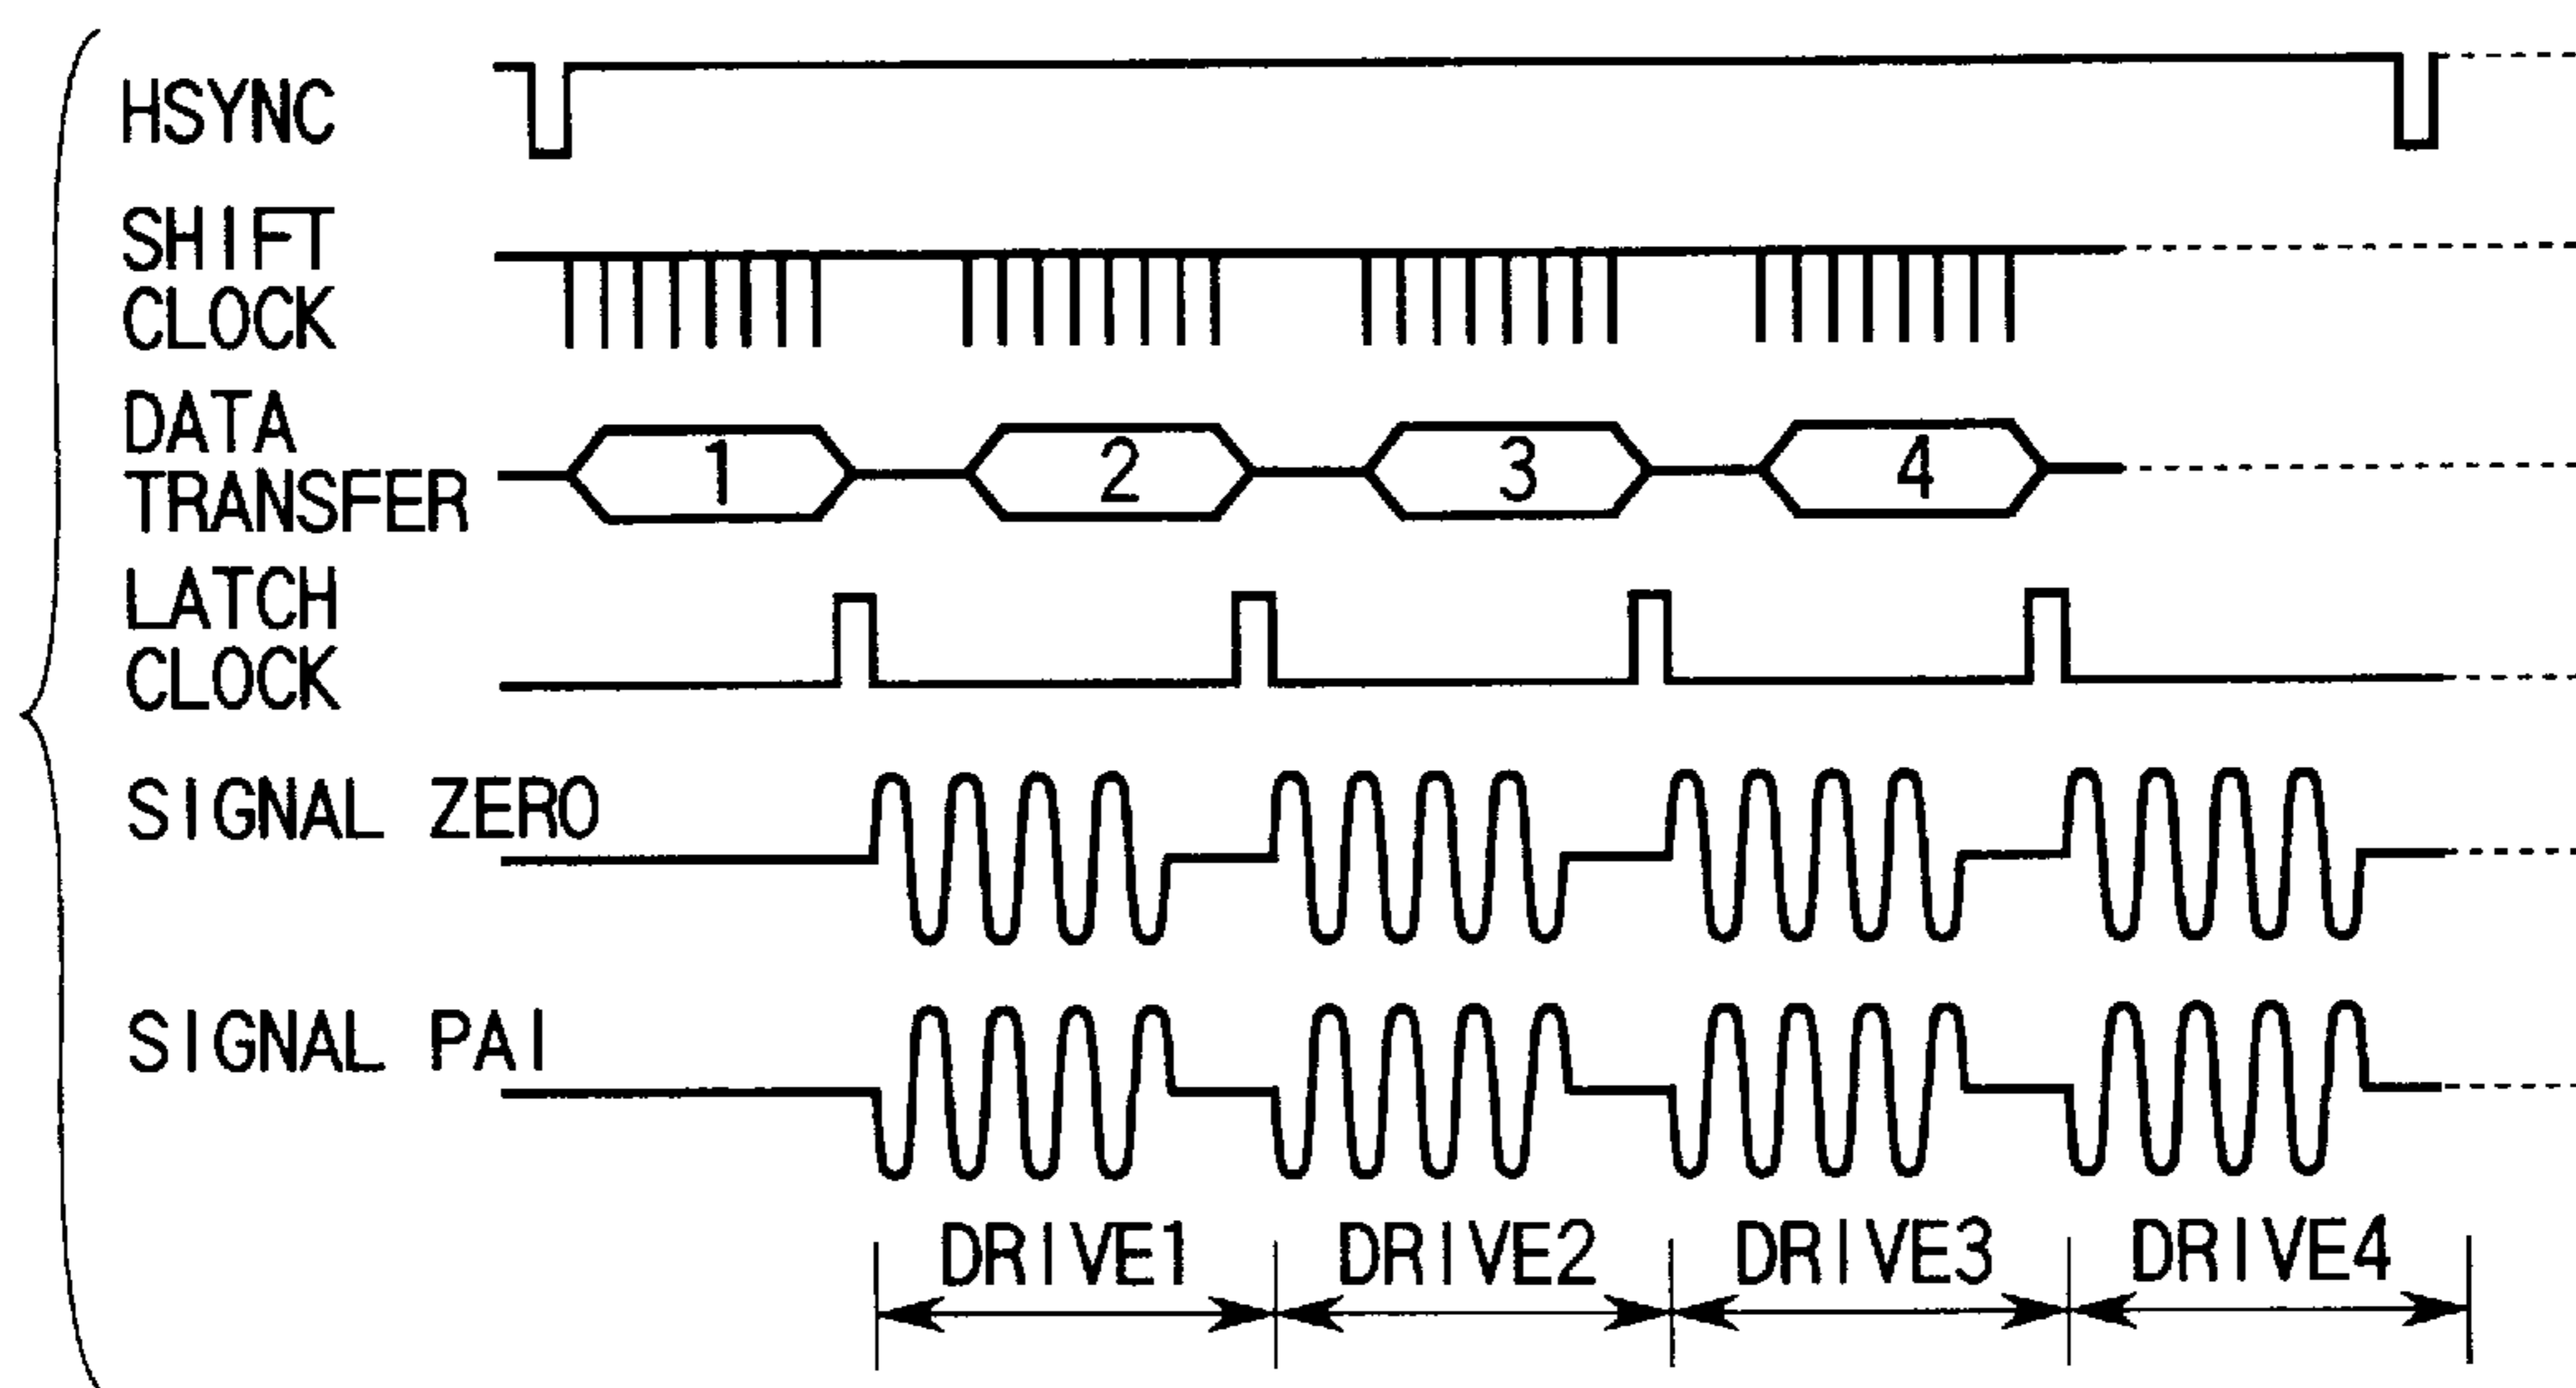 HSYNC
SHIFT
CLOCK
DATA
TRANSFER
1 2 3 4
LATCH
CLOCK
SIGNAL ZERO
SIGNAL PAI
DRIVE1 DRIVE2 DRIVE3 DRIVE4